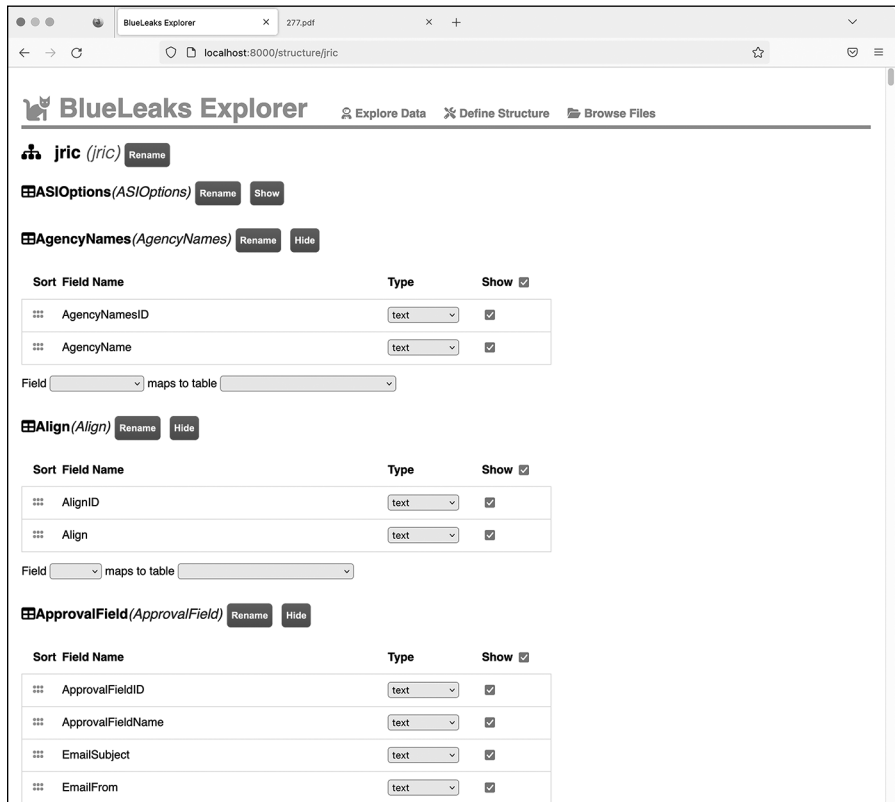 BlueLeaks Explorer
277.pdf
localhost:8000/structure/jric
BlueLeaks Explorer Explore Data Define Structure Browse Files
jric (jric) Rename
ASIOptions (ASIOptions) Rename Show
AgencyNames (AgencyNames) Rename Hide
Sort Field Name Type Show
AgencyNamesID text
AgencyName text
Field maps to table
Align (Align) Rename Hide
Sort Field Name Type Show
AlignID text
Align text
Field maps to table
ApprovalField (ApprovalField) Rename Hide
Sort Field Name Type Show
ApprovalFieldID text
ApprovalFieldName text
EmailSubject text
EmailFrom text